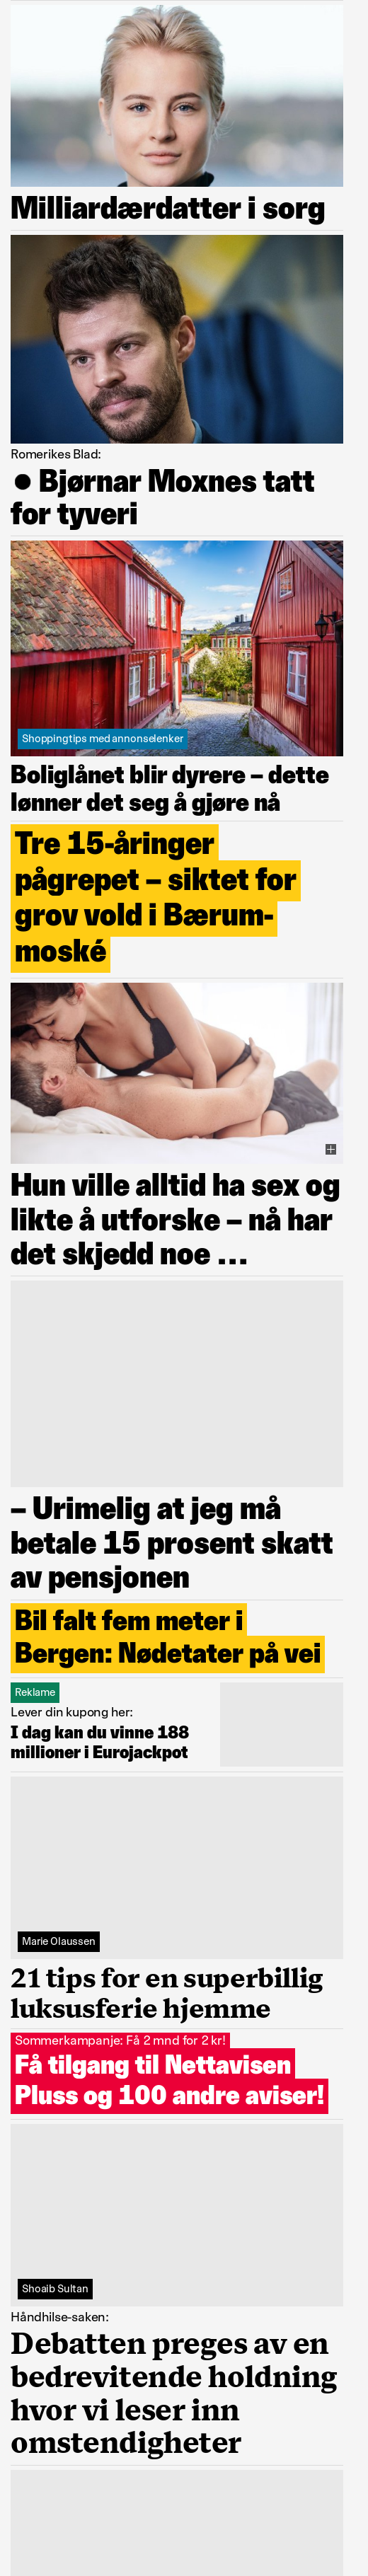 Milliardærdatter i sorg
Romerikes Blad:
● Bjørnar Moxnes tatt
for tyveri
Shoppingtips med annonselenker
Boliglånet blir dyrere – dette
lønner det seg å gjøre nå
Tre 15-åringer
pågrepet – siktet for
grov vold i Bærum-
moské
Hun ville alltid ha sex og
likte å utforske – nå har
det skjedd noe …
– Urimelig at jeg må
betale 15 prosent skatt
av pensjonen
Bil falt fem meter i
Bergen: Nødetater på vei
Reklame
Lever din kupong her:
I dag kan du vinne 188
millioner i Eurojackpot
Marie Olaussen
21 tips for en superbillig
luksusferie hjemme
Sommerkampanje: Få 2 mnd for 2 kr!
Få tilgang til Nettavisen
Pluss og 100 andre aviser!
Shoaib Sultan
Håndhilse-saken:
Debatten preges av en
bedrevitende holdning
hvor vi leser inn
omstendigheter